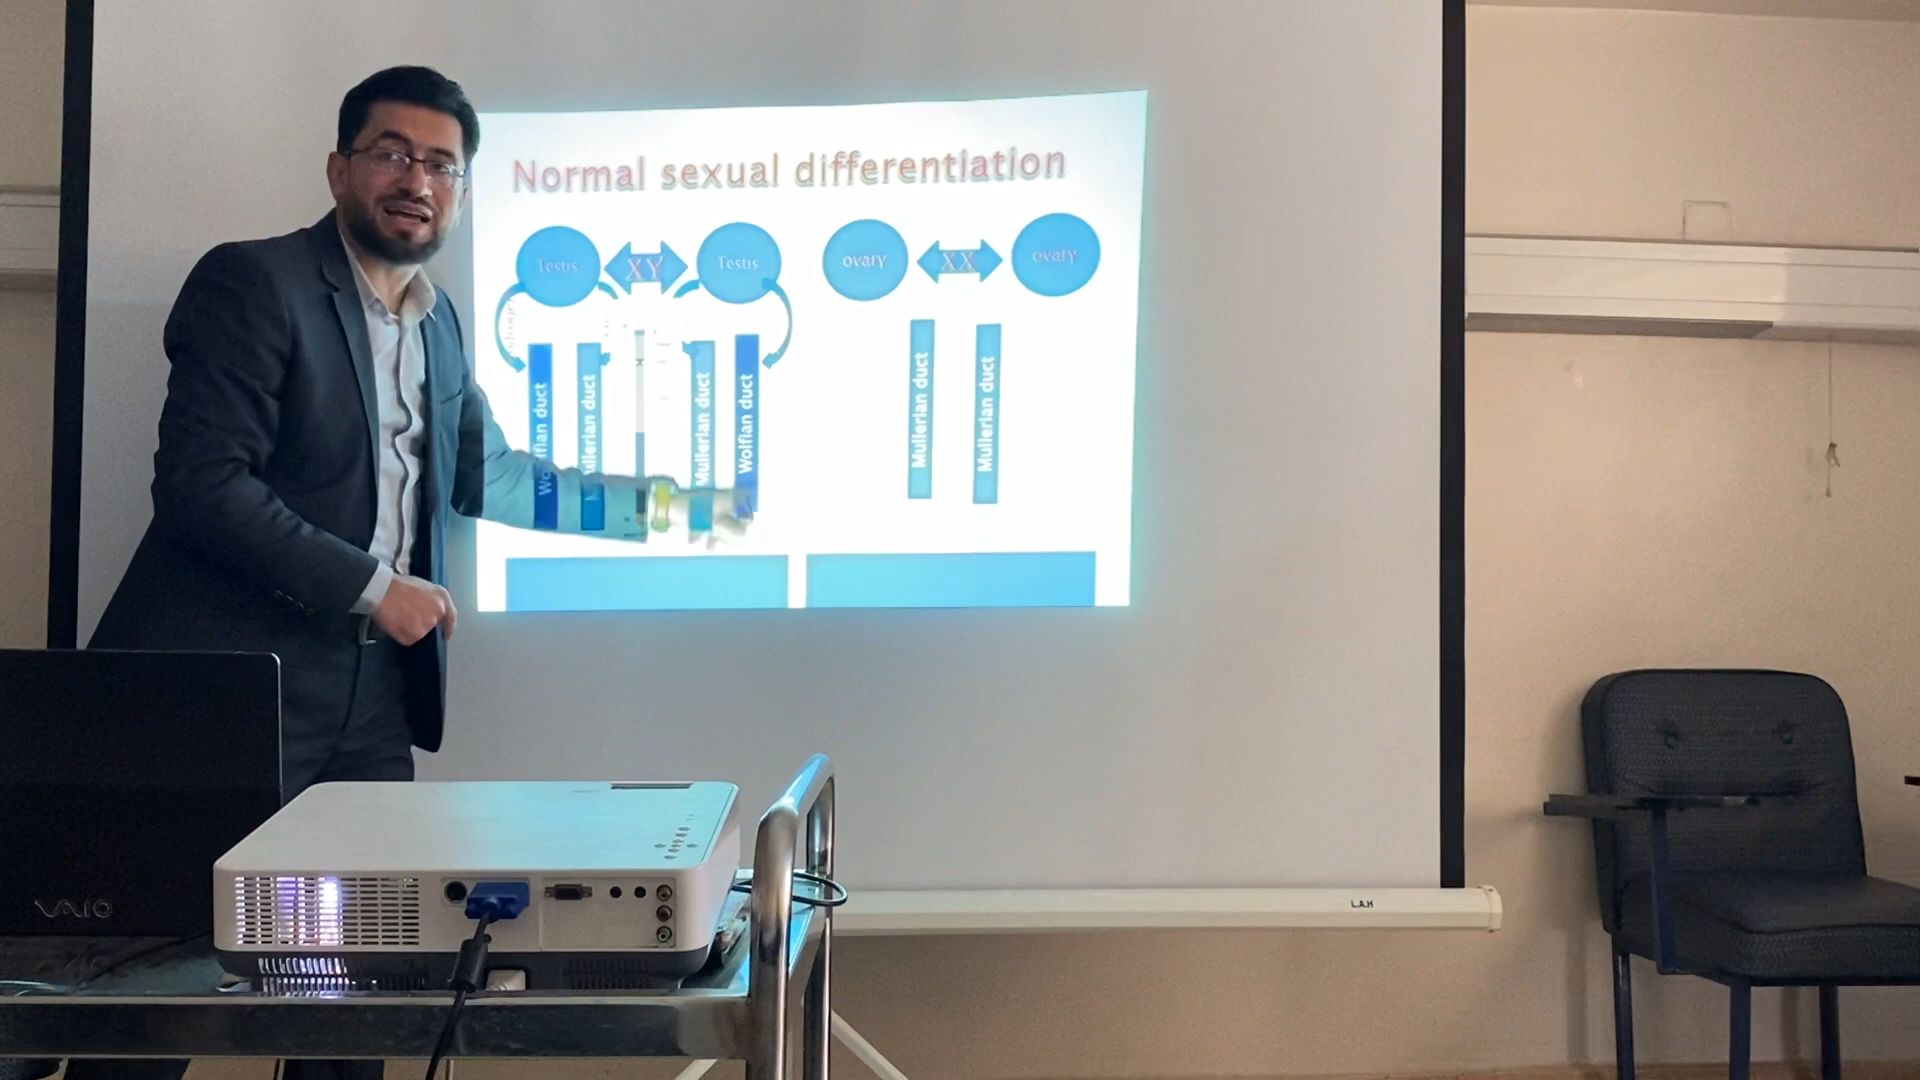 Normal sexual differentiation
Testis XY Testis ovary XX ovary
Wolfian duct
Mullerian duct
Mullerian duct
Wolfian duct
Mullerian duct
Mullerian duct
VAIO
L.A.H